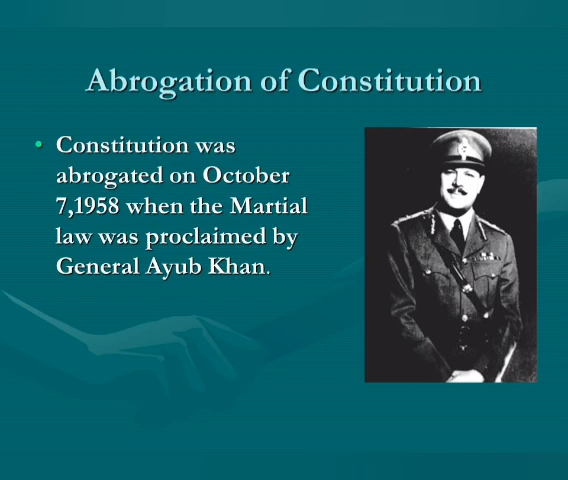 Abrogation of Constitution
• Constitution was
abrogated on October
7,1958 when the Martial
law was proclaimed by
General Ayub Khan.